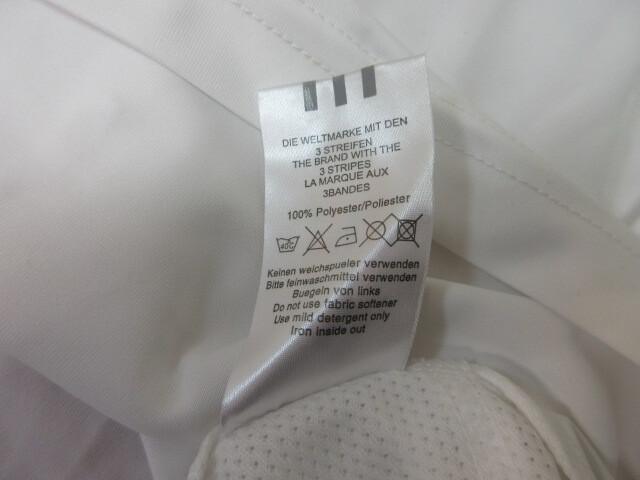 DIE WELTMARKE MIT DEN
3 STREIFEN
THE BRAND WITH THE
3 STRIPES
LA MARQUE AUX
3BANDES
100% Polyester/Poliester
40C
Keinen weichspueler verwenden
Bitte feinwaschmittel verwenden
Buegeln von links
Do not use fabric softener
Use mild detergent only
Iron inside out